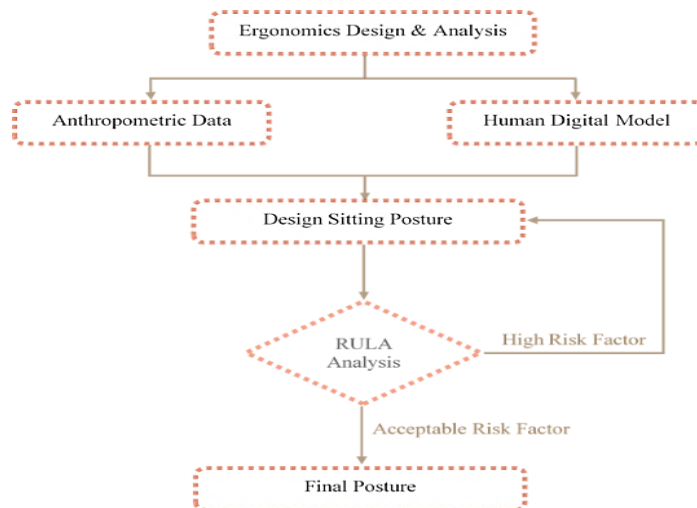 Ergonomics Design & Analysis
Anthropometric Data
Human Digital Model
Design Sitting Posture
RULA
Analysis
High Risk Factor
Acceptable Risk Factor
Final Posture